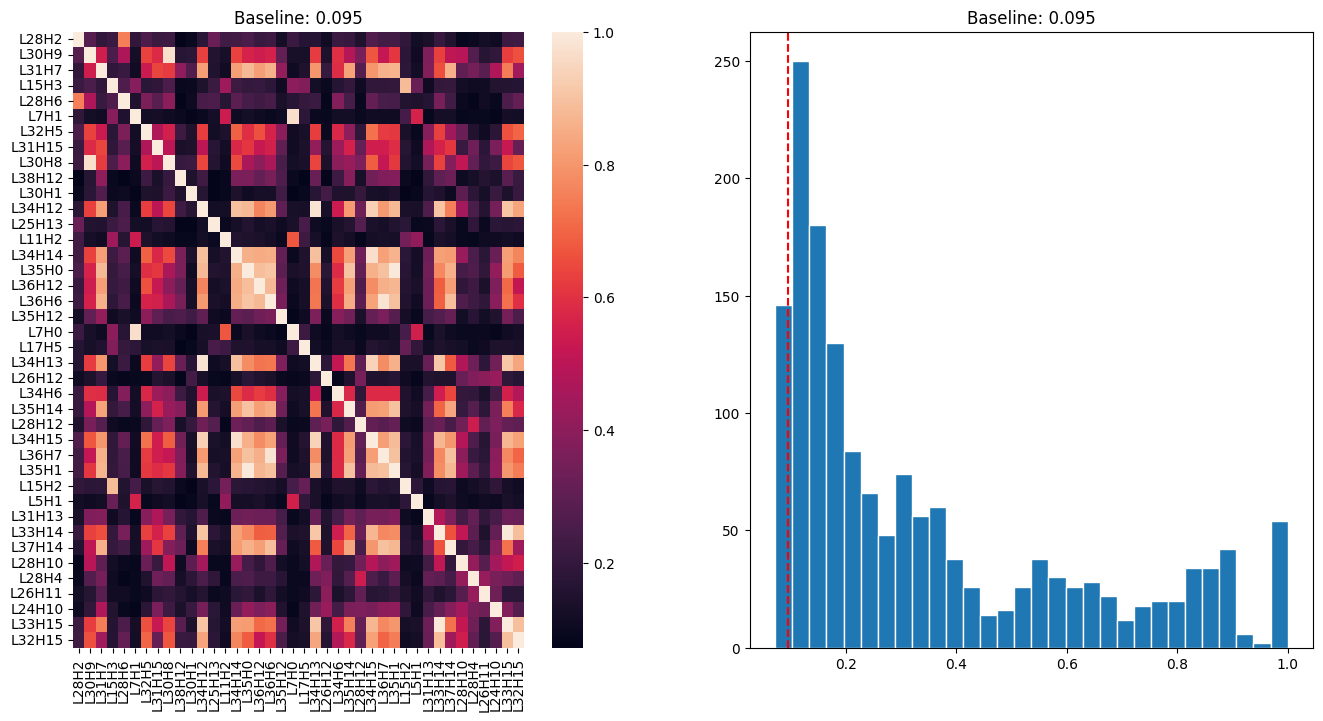 Baseline: 0.095
L28H2
L30H9
L31H7
L15H3
L28H6
L7H1
L32H5
L31H15
L30H8
L38H12
L30H1
L34H12
L25H13
L11H2
L34H14
L35H0
L36H12
L36H6
L35H12
L7H0
L17H5
L34H13
L26H12
L34H6
L35H14
L28H12
L34H15
L36H7
L35H1
L15H2
L5H1
L31H13
L33H14
L37H14
L28H10
L28H4
L26H11
L24H10
L33H15
L32H15
L28H2
L30H9
L31H7
L15H3
L28H6
L7H1
L32H5
L31H15
L30H8
L38H12
L30H1
L34H12
L25H13
L11H2
L34H14
L35H0
L36H12
L36H6
L35H12
L7H0
L17H5
L34H13
L26H12
L34H6
L35H14
L28H12
L34H15
L36H7
L35H1
L15H2
L5H1
L31H13
L33H14
L37H14
L28H10
L28H4
L26H11
L24H10
L33H15
L32H15
1.0
0.8
0.6
0.4
0.2
Baseline: 0.095
250
200
150
100
50
0
0.2 0.4 0.6 0.8 1.0